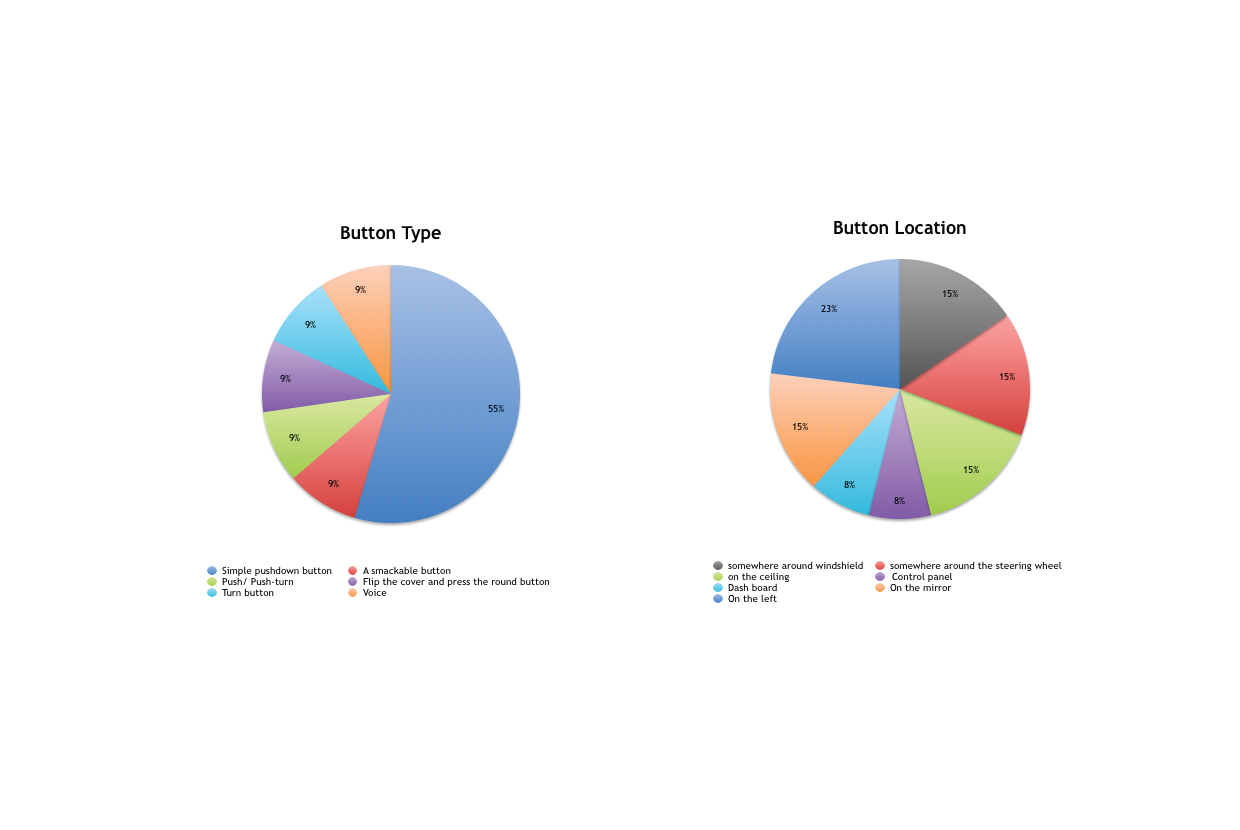 Button Type
9%
9%
9%
55%
9%
9%
Simple pushdown button
A smackable button
Push/ Push-turn
Flip the cover and press the round button
Turn button
Voice
Button Location
15%
23%
15%
15%
15%
8%
8%
somewhere around windshield
somewhere around the steering wheel
on the ceiling
Control panel
Dash board
On the mirror
On the left